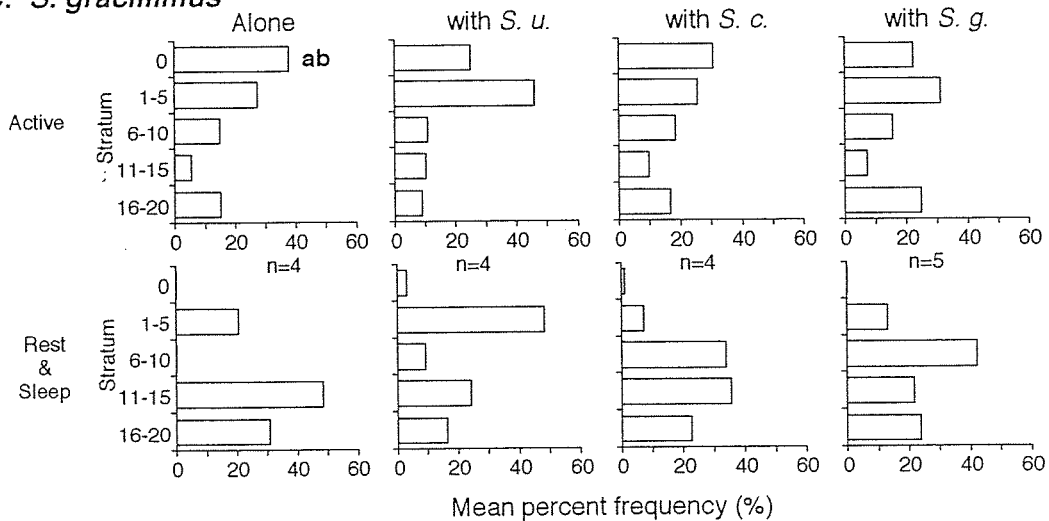 S. gracillimus
Alone with S. u. with S. c. with S. g.
0 ab
1-5
Active Stratum 6-10
11-15
16-20
0 20 40 60 0 20 40 60 0 20 40 60 0 20 40 60
n=4 n=4 n=4 n=5
0
1-5
Rest & Sleep Stratum 6-10
11-15
16-20
0 20 40 60 0 20 40 60 0 20 40 60 0 20 40 60
Mean percent frequency (%)